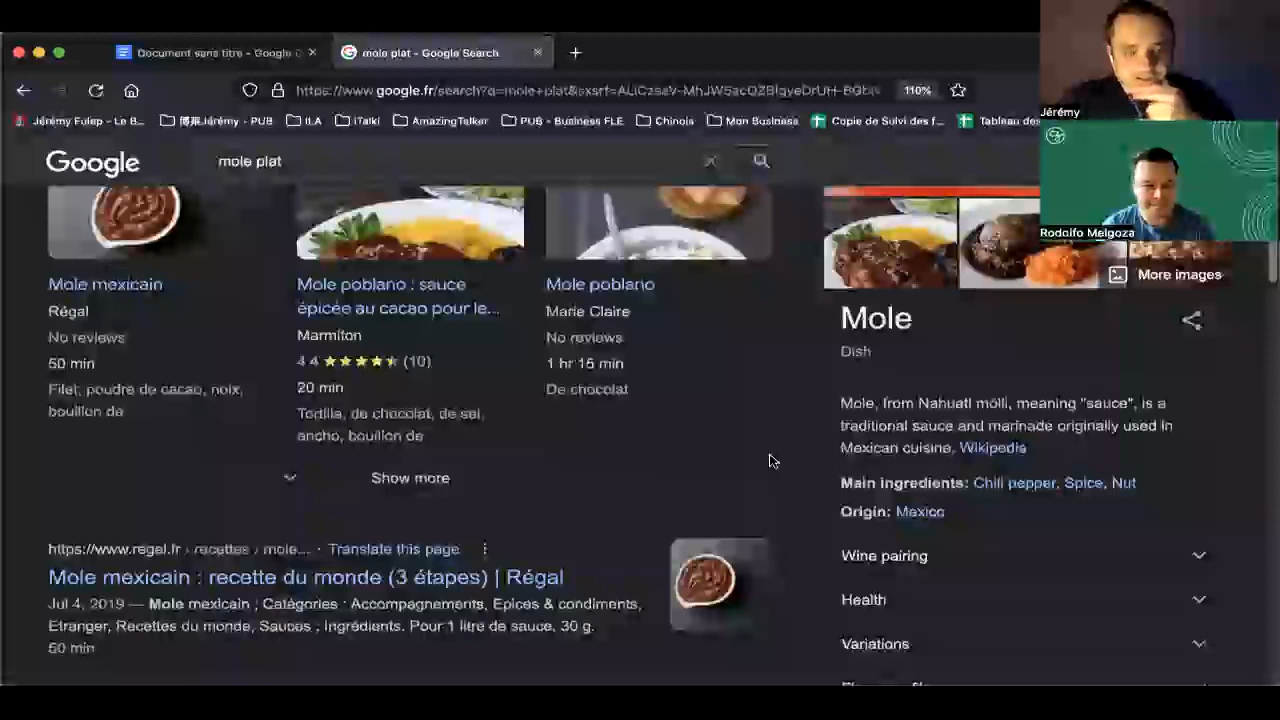 Document sans titre - Google D
mole plat - Google Search
https://www.google.fr/search?q=mole+plat&sxsrf=
110%
Jérémy Fulep - Le B...
Jérémy - PUB
ILA
iTalki
AmazingTalker
PUB - Business FLE
Chinois
Mon Business
Copie de Suivi des f...
Tableau des
Jérémy
Rodolfo Melgoza
Google
mole plat
More images
Mole mexicain
Régal
No reviews
50 min
Filet, poudre de cacao, noix,
bouillon de
Mole poblano : sauce
épicée au cacao pour le...
Marmiton
4.4 (10)
20 min
Tortilla, de chocolat, de sel,
ancho, bouillon de
Mole poblano
Marie Claire
No reviews
1 hr 15 min
De chocolat
Show more
https://www.regal.fr › recettes › mole... · Translate this page
Mole mexicain : recette du monde (3 étapes) | Régal
Jul 4, 2019 — Mole mexicain ; Catégories · Accompagnements, Epices & condiments,
Etranger, Recettes du monde, Sauces ; Ingrédients. Pour 1 litre de sauce. 30 g.
50 min
Mole
Dish
Mole, from Nahuatl mōlli, meaning "sauce", is a
traditional sauce and marinade originally used in
Mexican cuisine. Wikipedia
Main ingredients: Chili pepper, Spice, Nut
Origin: Mexico
Wine pairing
Health
Variations